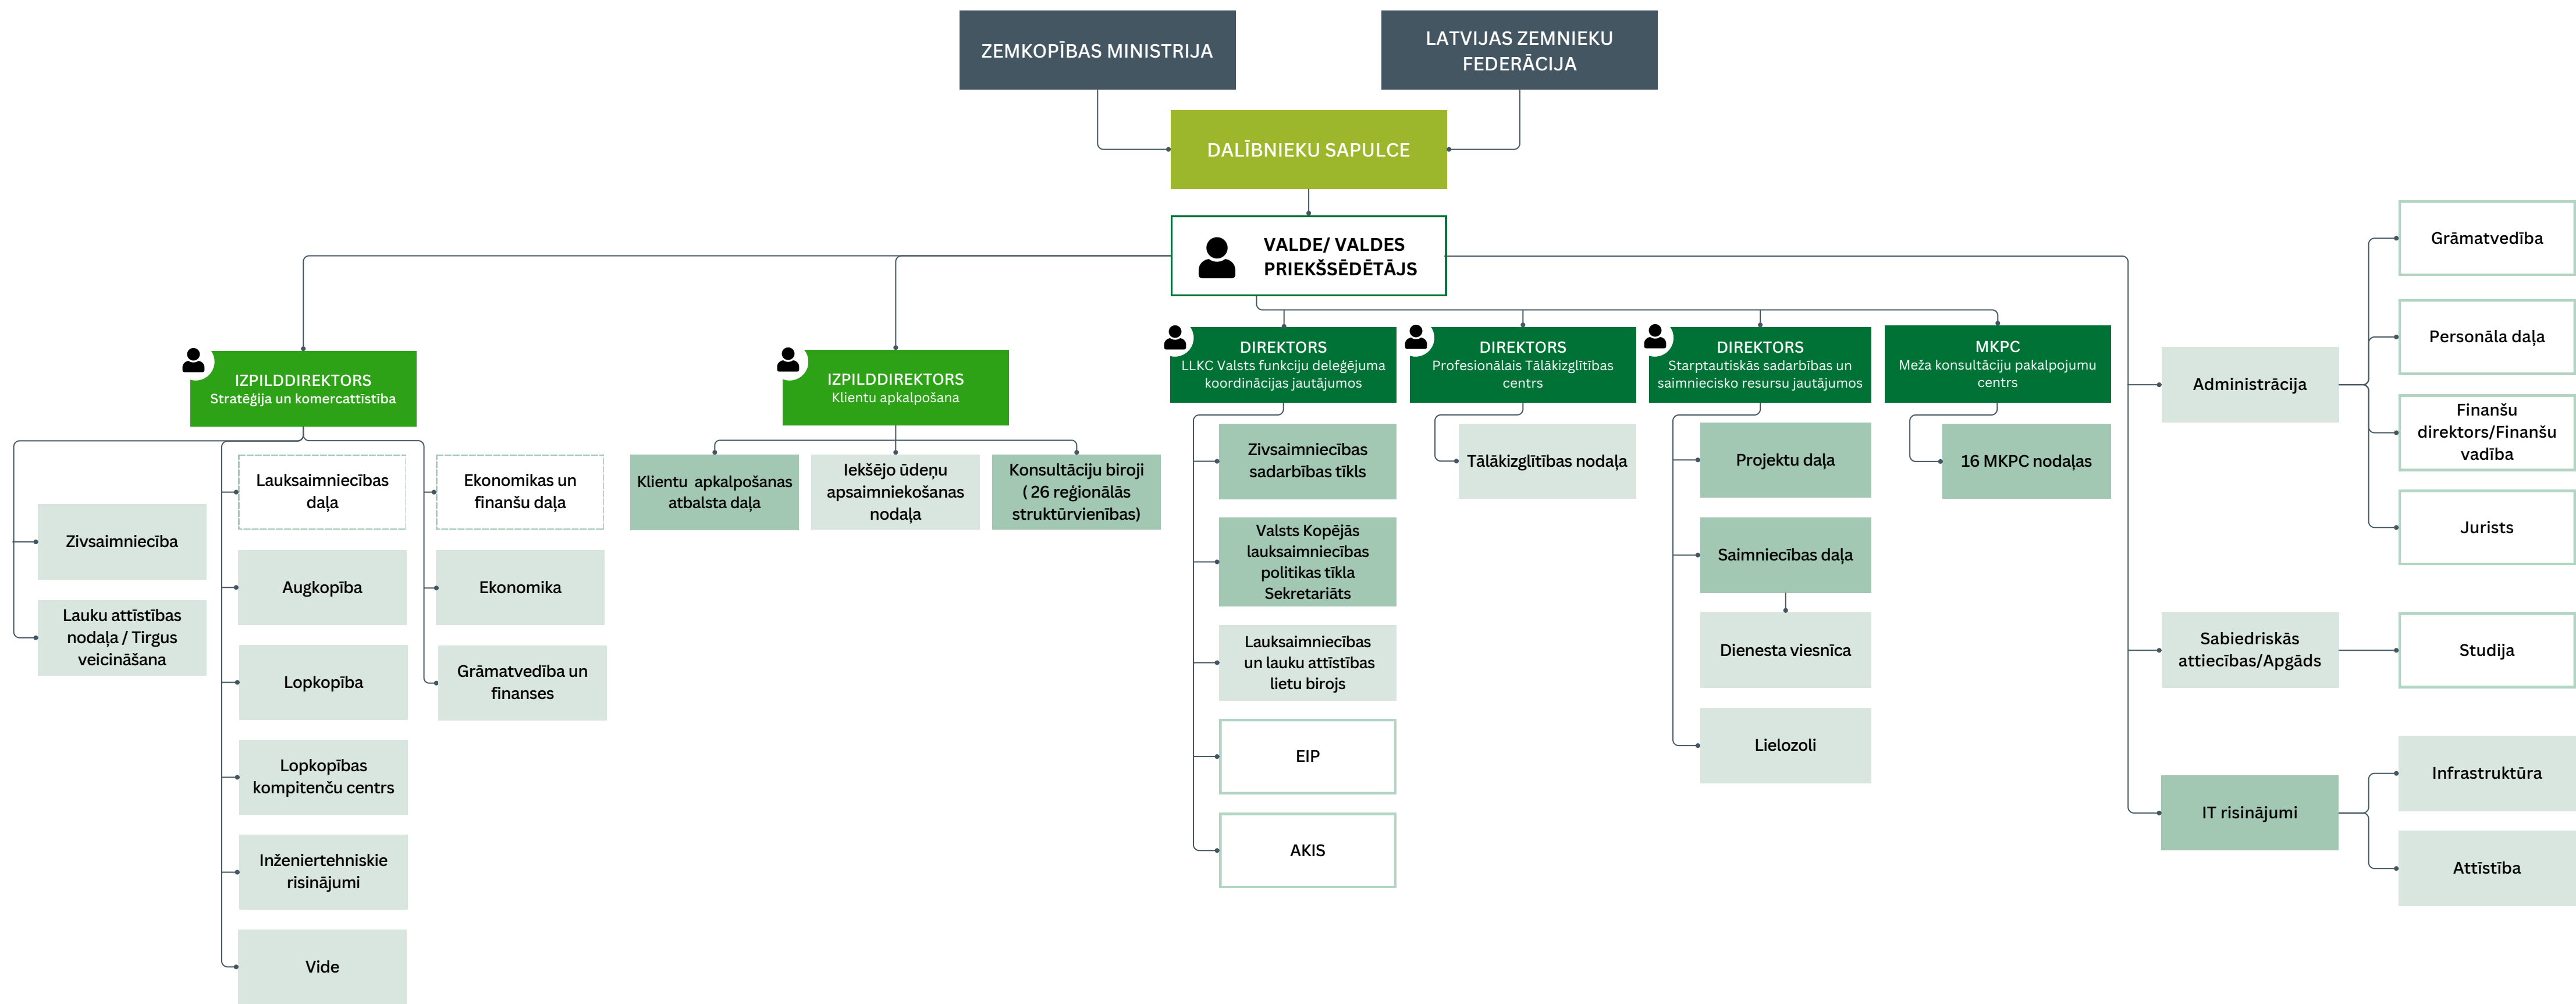 ZEMKOPĪBAS MINISTRIJA
LATVIJAS ZEMNIEKU
FEDERĀCIJA
DALĪBNIEKU SAPULCE
VALDE/ VALDES
PRIEKŠSĒDĒTĀJS
IZPILDDIREKTORS
Stratēģija un komercattīstība
Zivsaimniecība
Lauku attīstības
nodaļa / Tirgus
veicināšana
Lauksaimniecības
daļa
Augkopība
Lopkopība
Lopkopības
kompitenču centrs
Inženiertehniskie
risinājumi
Vide
Ekonomikas un
finanšu daļa
Ekonomika
Grāmatvedība un
finanses
IZPILDDIREKTORS
Klientu apkalpošana
Klientu apkalpošanas
atbalsta daļa
Iekšējo ūdeņu
apsaimniekošanas
nodaļa
Konsultāciju biroji
( 26 reģionālās
struktūrvienības)
DIREKTORS
LLKC Valsts funkciju deleģējuma
koordinācijas jautājumos
Zivsaimniecības
sadarbības tīkls
Valsts Kopējās
lauksaimniecības
politikas tīkla
Sekretariāts
Lauksaimniecības
un lauku attīstības
lietu birojs
EIP
AKIS
DIREKTORS
Profesionālais Tālākizglītības
centrs
Tālākizglītības nodaļa
DIREKTORS
Starptautiskās sadarbības un
saimniecisko resursu jautājumos
Projektu daļa
Saimniecības daļa
Dienesta viesnīca
Lielozoli
MKPC
Meža konsultāciju pakalpojumu
centrs
16 MKPC nodaļas
Administrācija
Grāmatvedība
Personāla daļa
Finanšu
direktors/Finanšu
vadība
Jurists
Sabiedriskās
attiecības/Apgāds
Studija
IT risinājumi
Infrastruktūra
Attīstība